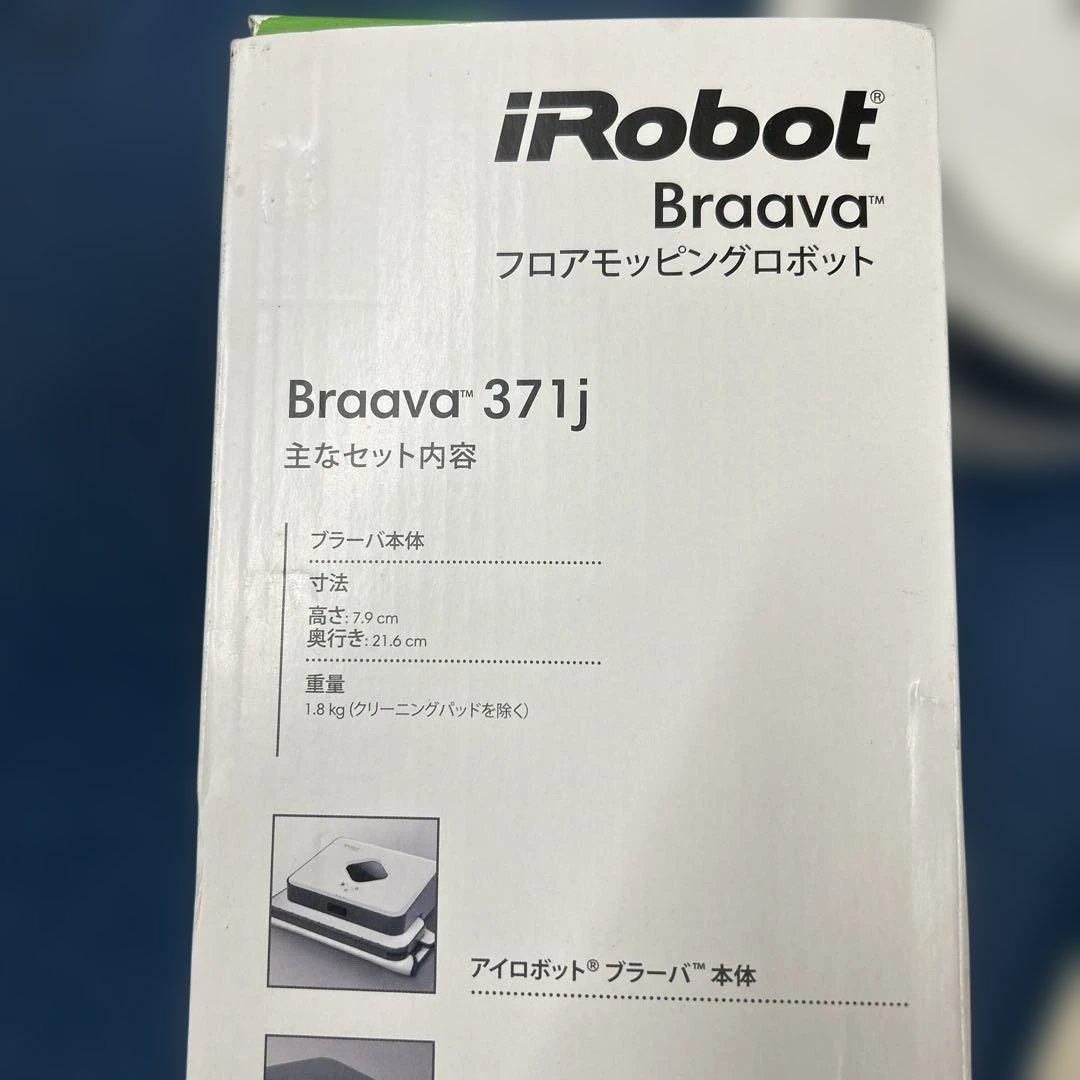 iRobot®
Braava™
フロアモッピングロボット
Braava™ 371j
主なセット内容
ブラーバ本体
寸法
高さ: 7.9 cm
奥行き: 21.6 cm
重量
1.8 kg (クリーニングパッドを除く)
アイロボット® ブラーバ™ 本体